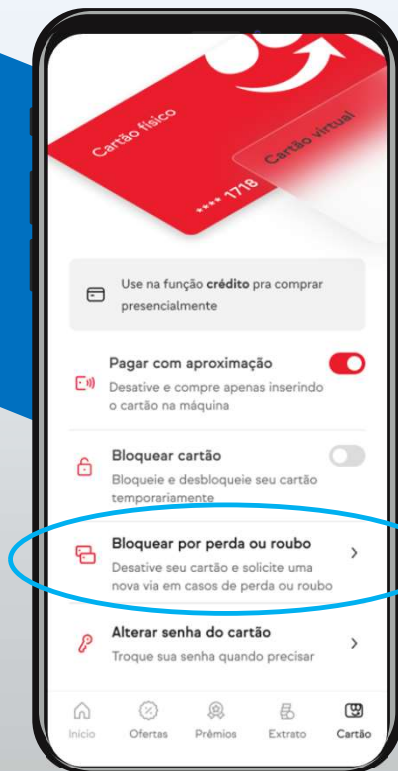 Cartão físico
Cartão virtual
**** 1718
Use na função crédito pra comprar
presencialmente
Pagar com aproximação
Desative e compre apenas inserindo
o cartão na máquina
Bloquear cartão
Bloqueie e desbloqueie seu cartão
temporariamente
Bloquear por perda ou roubo
Desative seu cartão e solicite uma
nova via em casos de perda ou roubo
Alterar senha do cartão
Troque sua senha quando precisar
Início Ofertas Prêmios Extrato Cartão